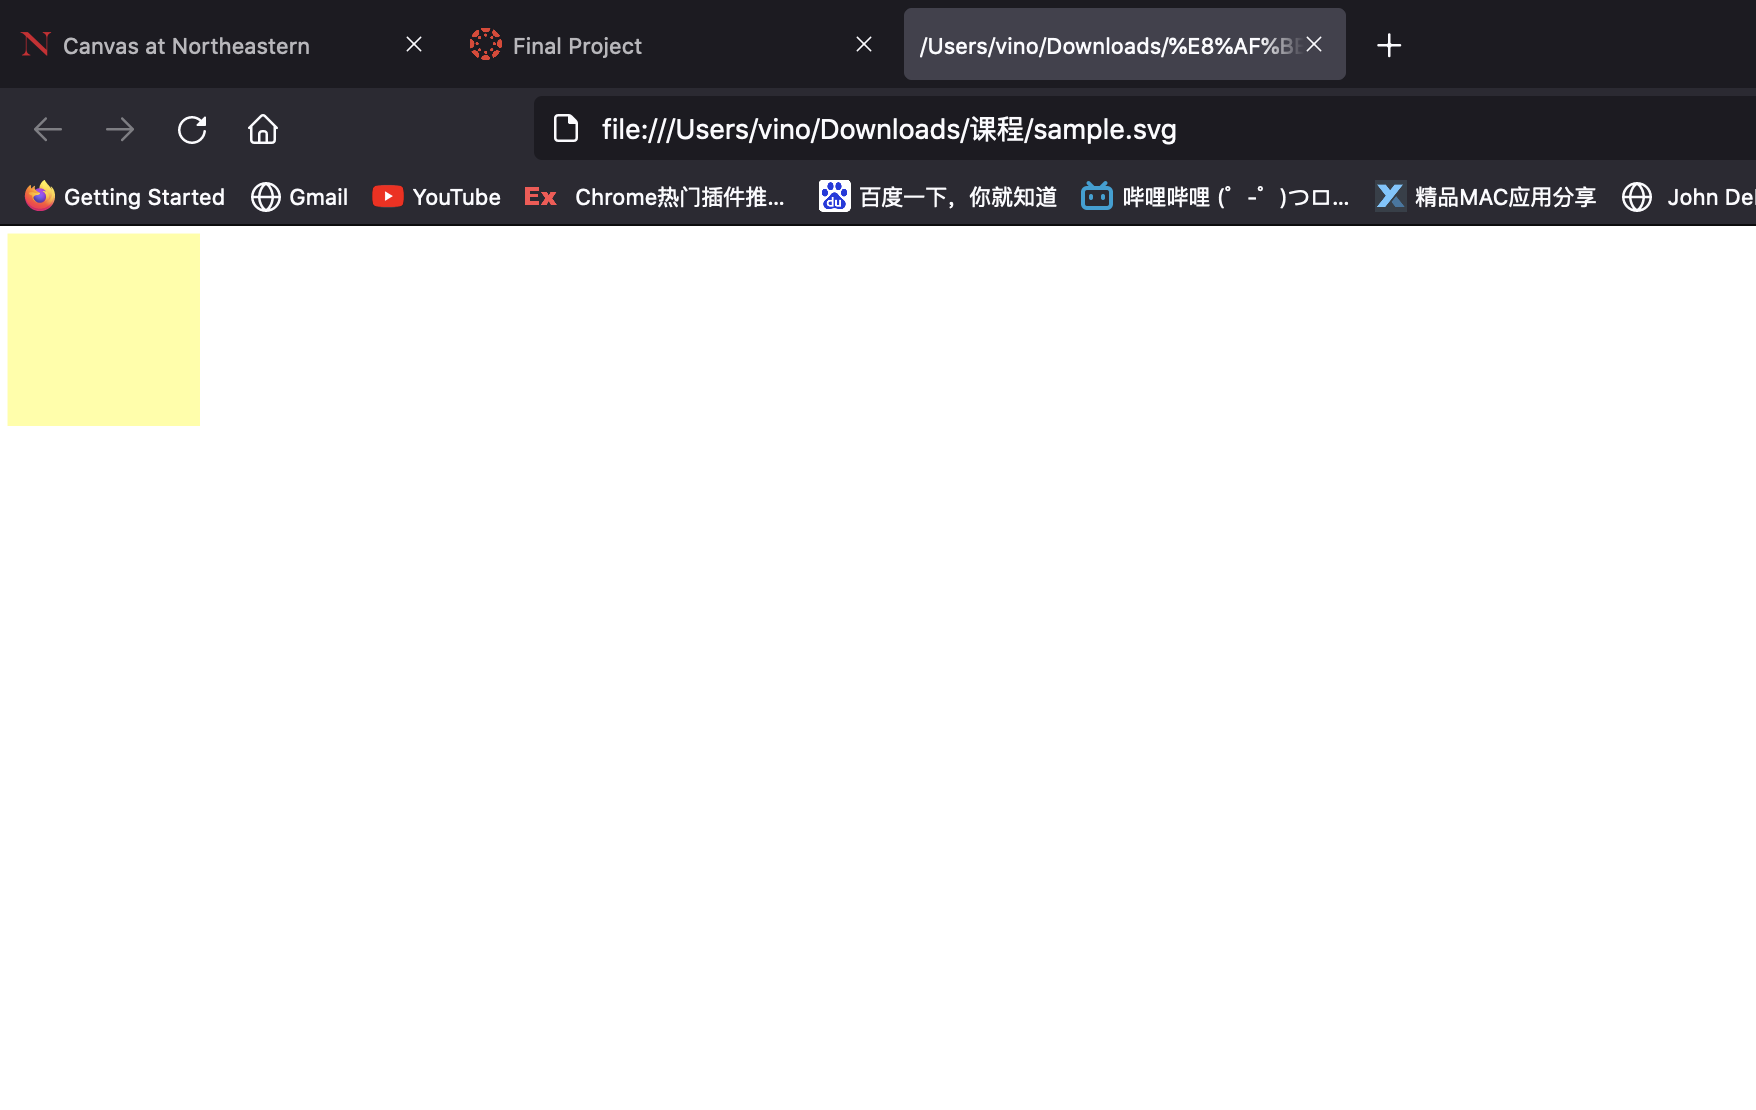 Canvas at Northeastern
Final Project
/Users/vino/Downloads/%E8%AF%B
file:///Users/vino/Downloads/课程/sample.svg
Getting Started
Gmail
YouTube
Ex Chrome热门插件推...
du 百度一下，你就知道
哔哩哔哩 (゜-゜)つロ...
精品MAC应用分享
John De